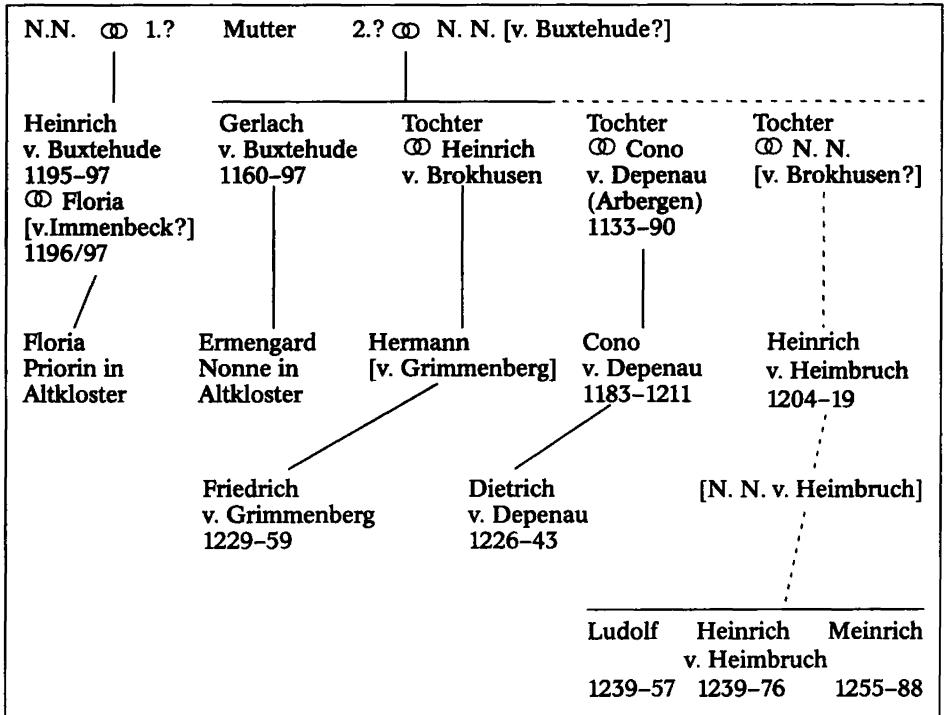 N.N. ⚭ 1.? Mutter 2.? ⚭ N. N. [v. Buxtehude?]
Heinrich
v. Buxtehude
1195–97
⚭ Floria
[v.Immenbeck?]
1196/97
Gerlach
v. Buxtehude
1160–97
Tochter
⚭ Heinrich
v. Brokhusen
Tochter
⚭ Cono
v. Depenau
(Arbergen)
1133–90
Tochter
⚭ N. N.
[v. Brokhusen?]
Floria
Priorin in
Altkloster
Ermengard
Nonne in
Altkloster
Hermann
[v. Grimmenberg]
Cono
v. Depenau
1183–1211
Heinrich
v. Heimbruch
1204–19
Friedrich
v. Grimmenberg
1229–59
Dietrich
v. Depenau
1226–43
[N. N. v. Heimbruch]
Ludolf Heinrich Meinrich
v. Heimbruch
1239–57 1239–76 1255–88